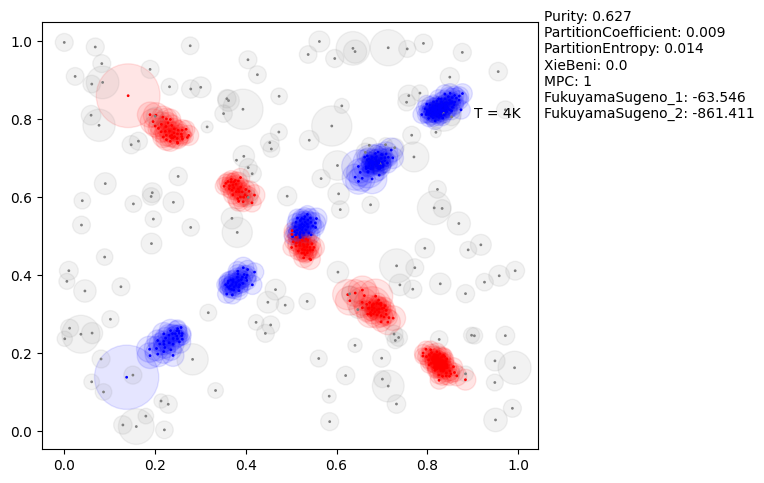 Purity: 0.627
PartitionCoefficient: 0.009
PartitionEntropy: 0.014
XieBeni: 0.0
MPC: 1
FukuyamaSugeno_1: -63.546
FukuyamaSugeno_2: -861.411
T = 4K
1.0
0.8
0.6
0.4
0.2
0.0
0.0 0.2 0.4 0.6 0.8 1.0